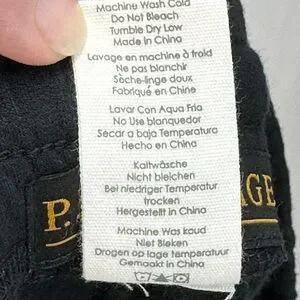 Machine Wash Cold
Do Not Bleach
Tumble Dry Low
Made in China
Lavage en machine à froid
Ne pas blanchir
Sèche-linge doux
Fabriqué en Chine
Lavar Con Aqua Fria
No Use blanquedor
Secar a baja Temperatura
Hecho en China
Kaltwäsche
Nicht bleichen
Bei niedriger Temperatur
trocken
Hergestellt in China
Machine Was koud
Niet Bleken
Drogen op lage temperatuur
Gemaakt in China
P.
AGE